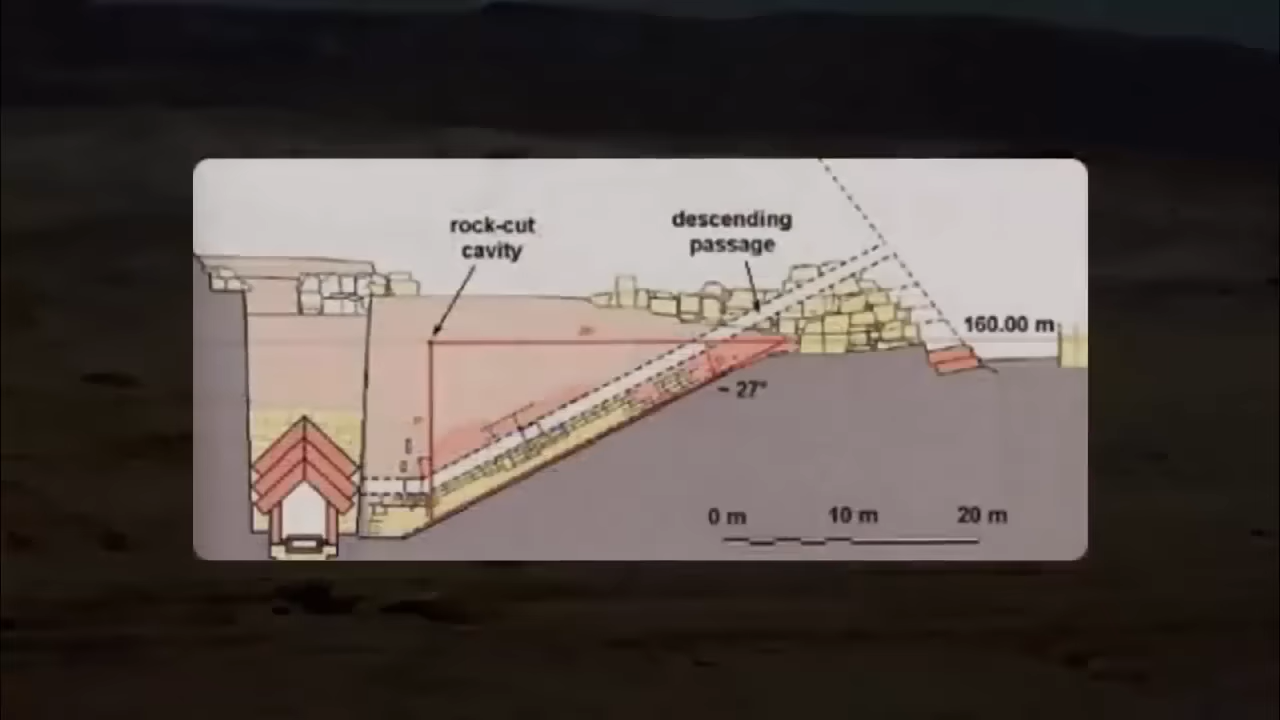 rock-cut
cavity
descending
passage
160.00 m
~ 27°
0 m 10 m 20 m